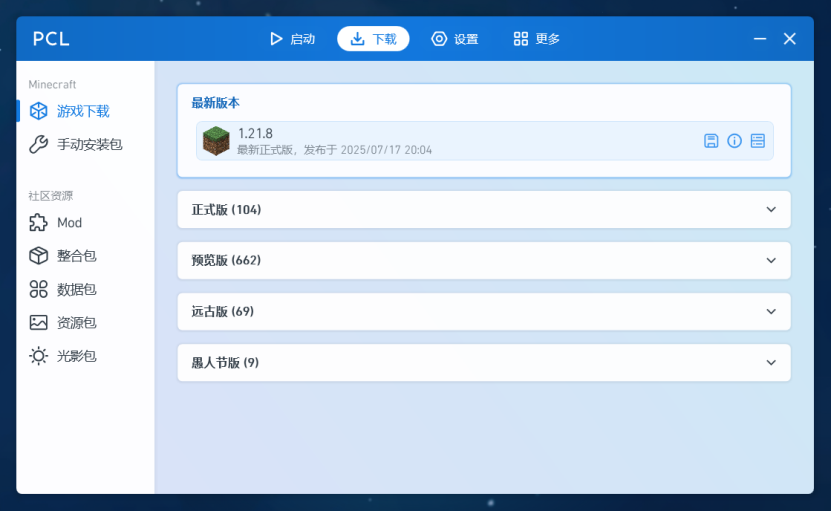 PCL
启动
下载
设置
更多
Minecraft
游戏下载
手动安装包
社区资源
Mod
整合包
数据包
资源包
光影包
最新版本
1.21.8
最新正式版，发布于 2025/07/17 20:04
正式版 (104)
预览版 (662)
远古版 (69)
愚人节版 (9)